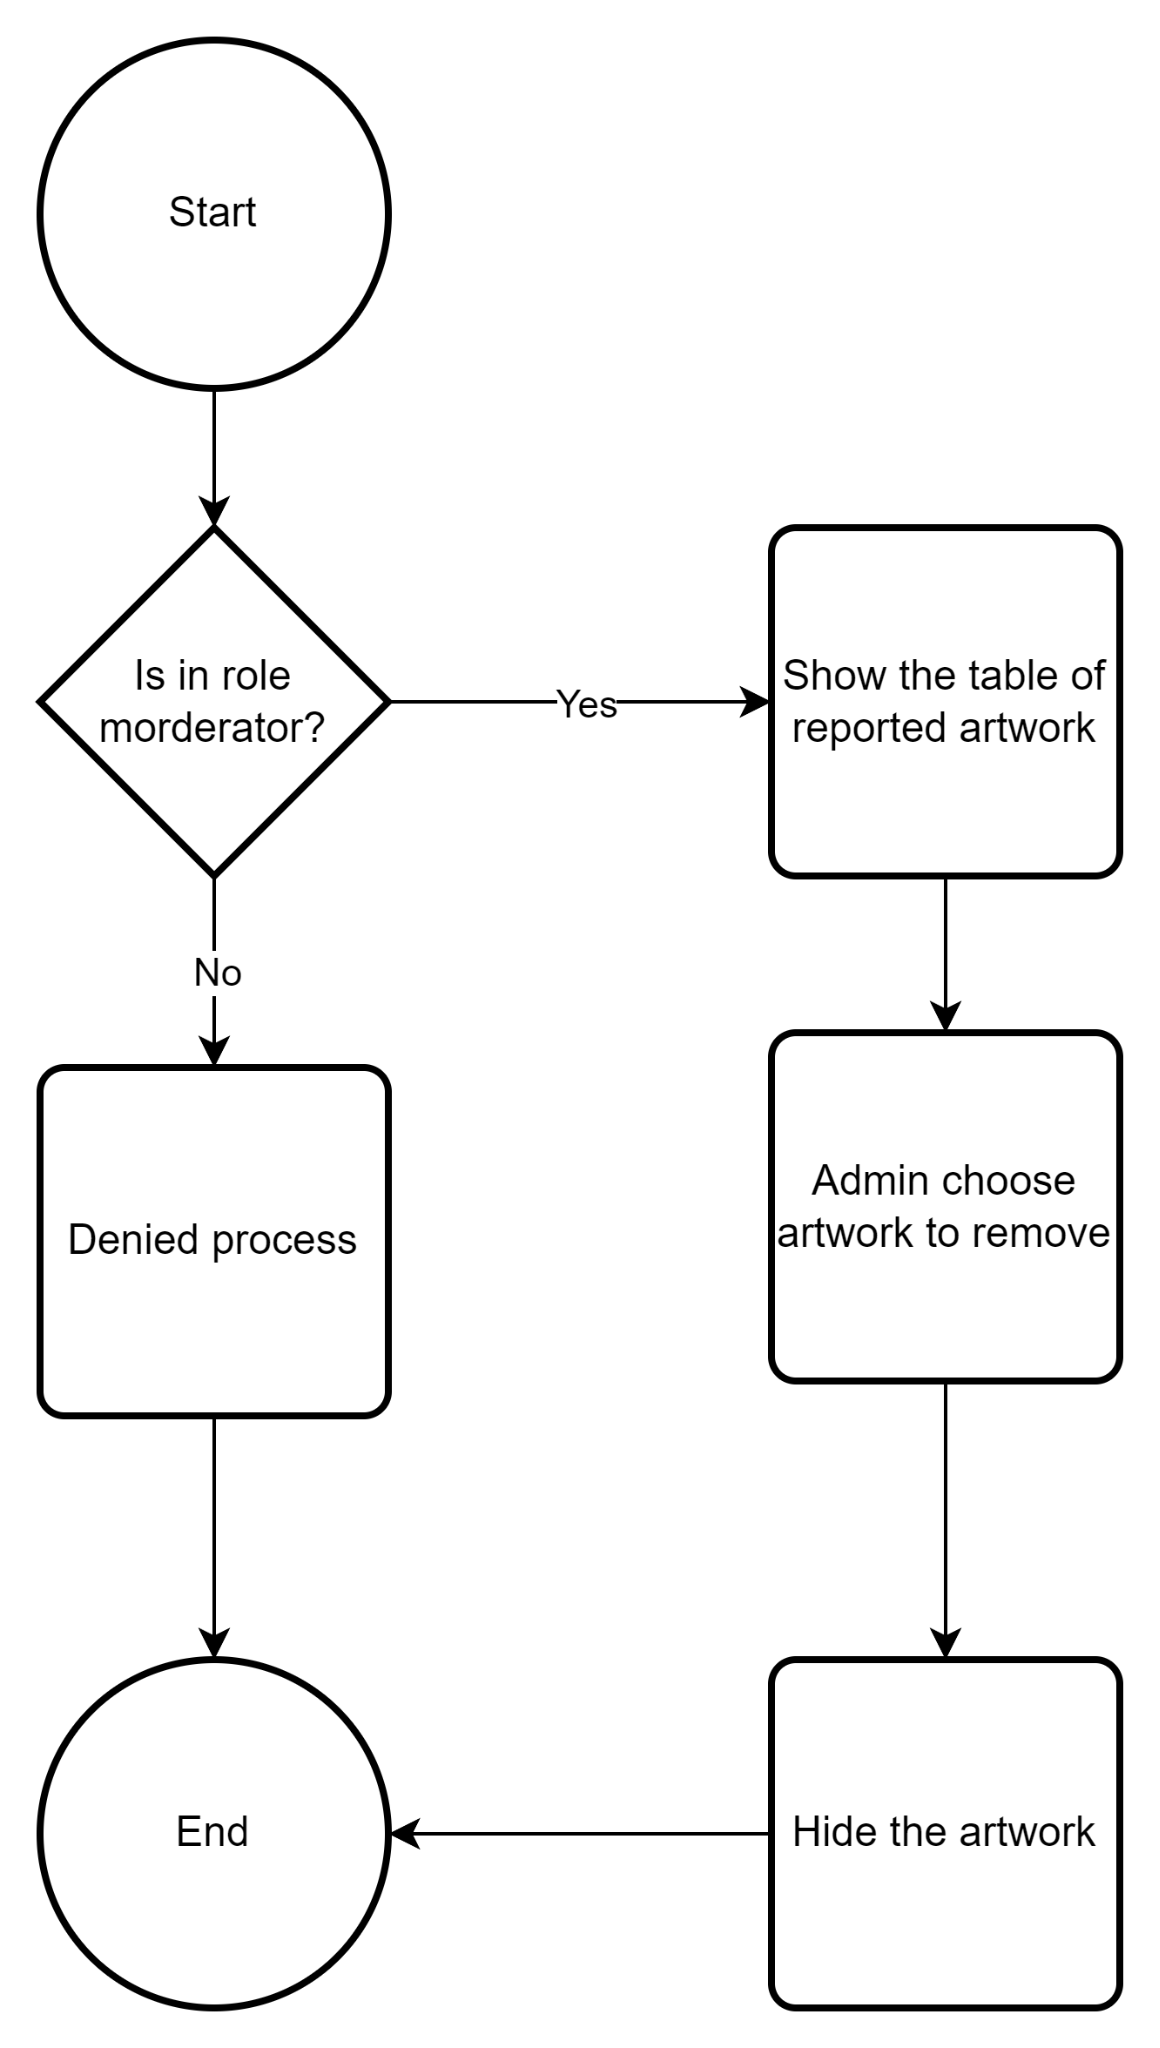 Start
Is in role
morderator?
Yes
Show the table of
reported artwork
No
Denied process
Admin choose
artwork to remove
End
Hide the artwork